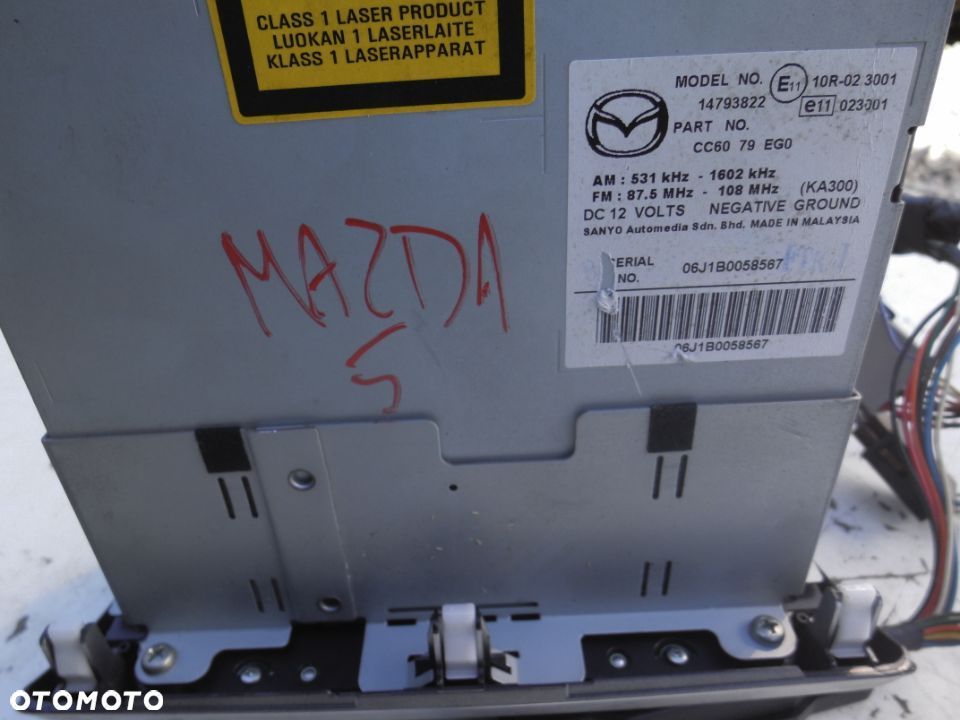 CLASS 1 LASER PRODUCT
LUOKAN 1 LASERLAITE
KLASS 1 LASERAPPARAT
MODEL NO. E11 10R-02 3001
14793822 e11 023001
PART NO.
CC60 79 EG0
AM : 531 kHz - 1602 kHz
FM : 87.5 MHz - 108 MHz (KA300)
DC 12 VOLTS NEGATIVE GROUND
SANYO Automedia Sdn. Bhd. MADE IN MALAYSIA
SERIAL NO. 06J1B0058567
06J1B0058567
MAZDA
5
OTOMOTO